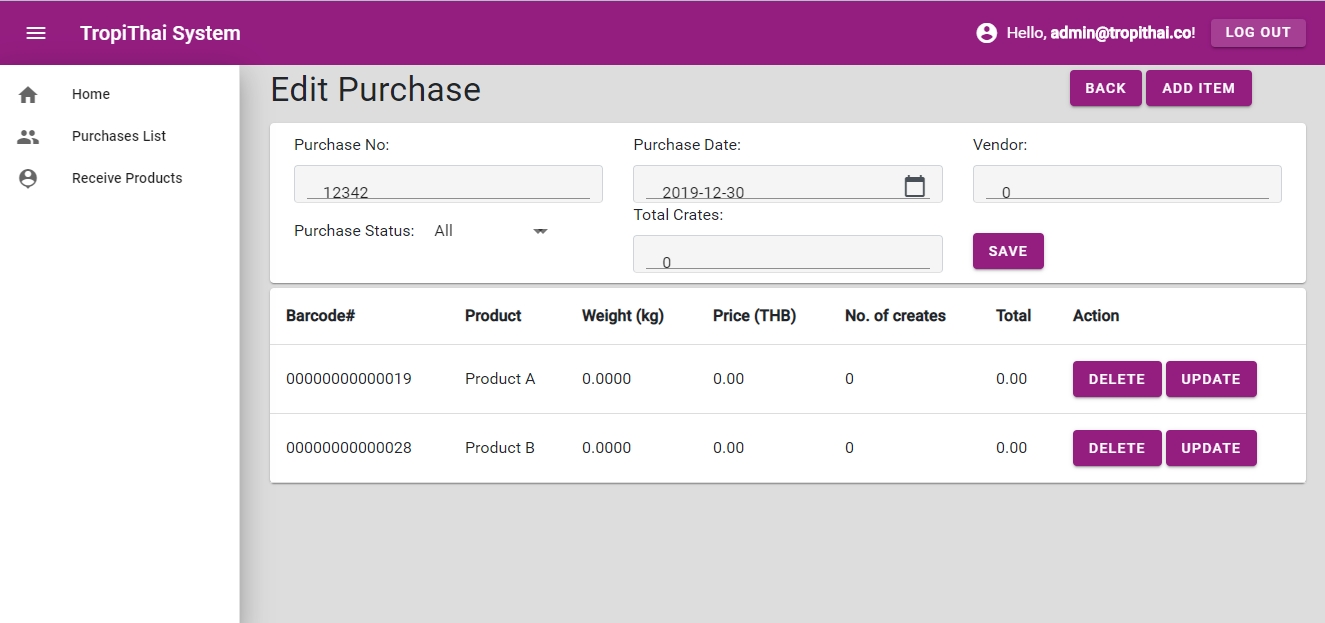 TropiThai System
Hello, admin@tropithai.co! LOG OUT
Home
Purchases List
Receive Products
Edit Purchase
BACK ADD ITEM
Purchase No: Purchase Date: Vendor:
12342 2019-12-30 0
Purchase Status: All Total Crates:
0 SAVE
Barcode# Product Weight (kg) Price (THB) No. of creates Total Action
00000000000019 Product A 0.0000 0.00 0 0.00 DELETE UPDATE
00000000000028 Product B 0.0000 0.00 0 0.00 DELETE UPDATE